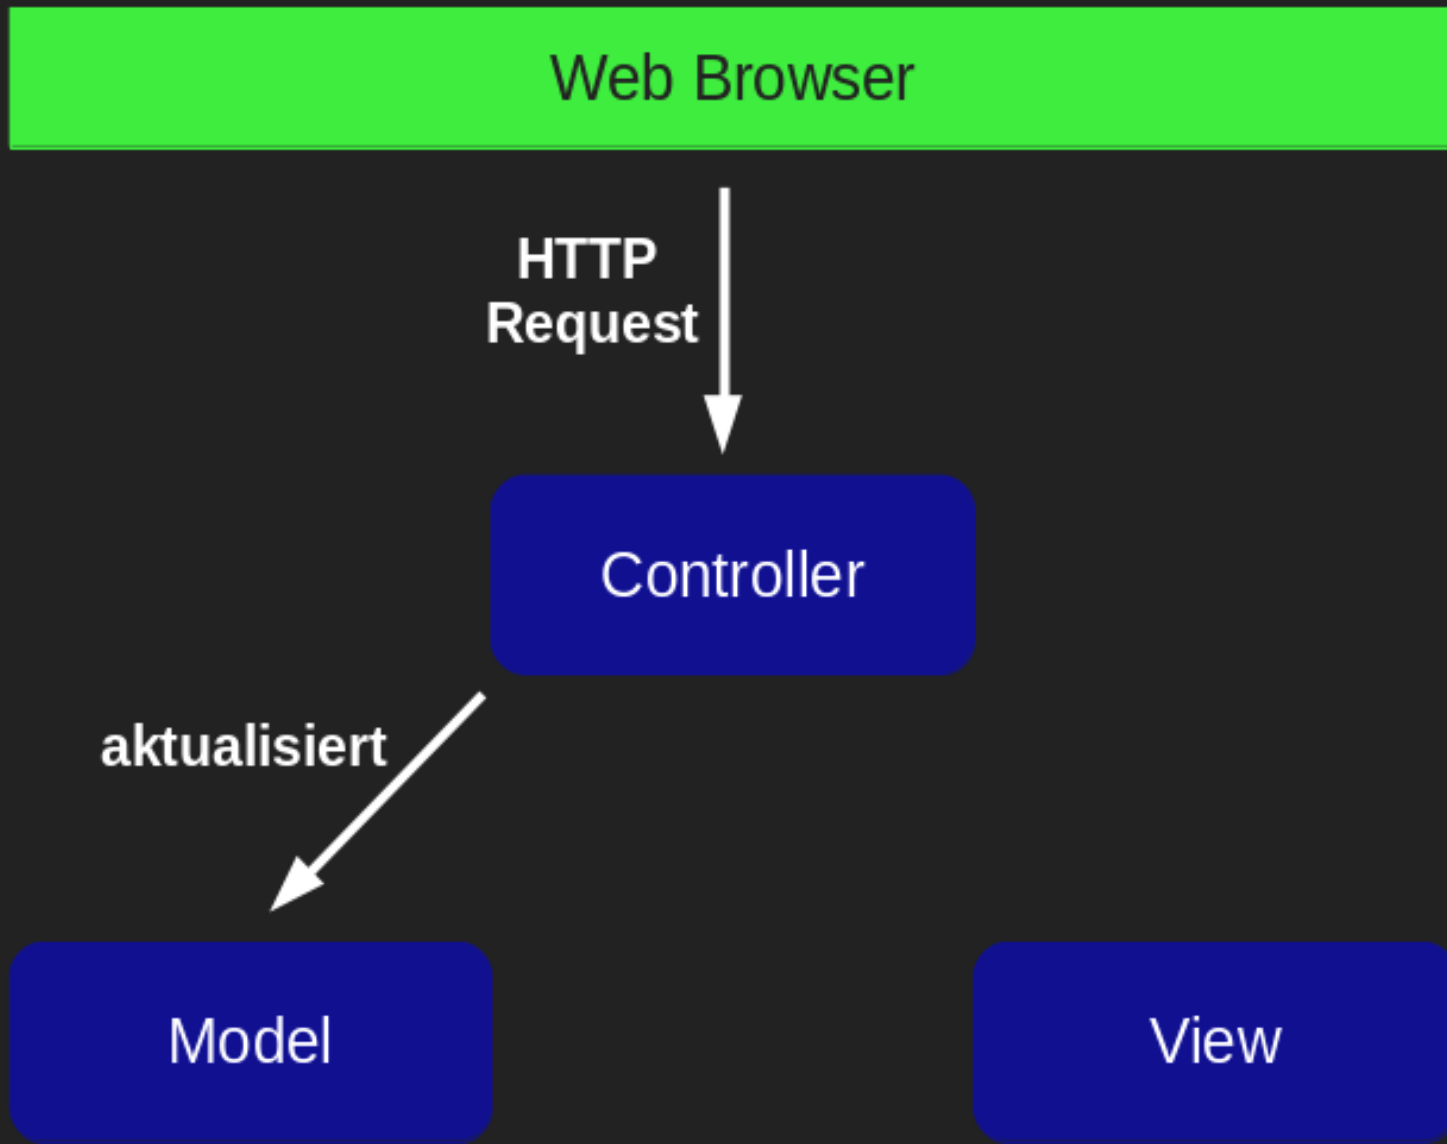 Web Browser
HTTP
Request
Controller
aktualisiert
Model
View